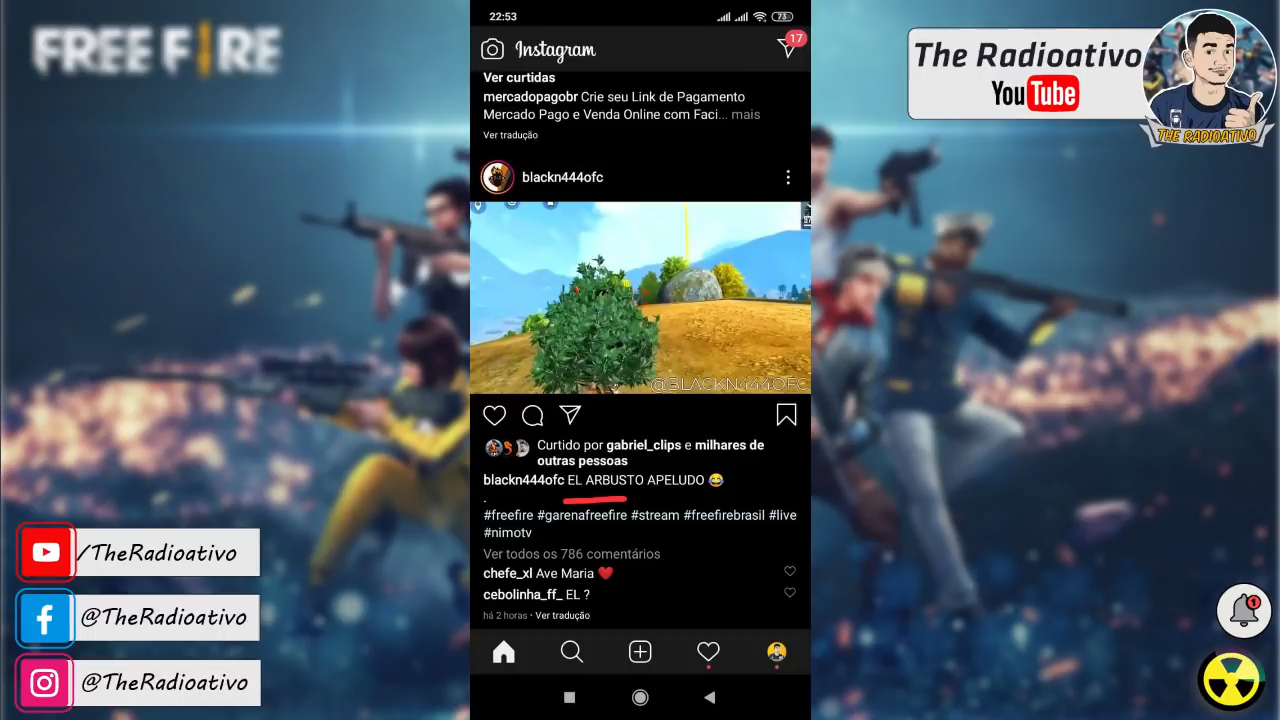 FREE FIRE
The Radioativo
YouTube
THE RADIOATIVO
22:53
73
Instagram
17
Ver curtidas
mercadopagobr Crie seu Link de Pagamento
Mercado Pago e Venda Online com Faci... mais
Ver tradução
blackn444ofc
@BLACKN444OFC
Curtido por gabriel_clips e milhares de
outras pessoas
blackn444ofc EL ARBUSTO APELUDO 😂
.
#freefire #garenafreefire #stream #freefirebrasil #live
#nimotv
Ver todos os 786 comentários
chefe_xl Ave Maria ❤️
cebolinha_ff_ EL ?
há 2 horas • Ver tradução
/TheRadioativo
@TheRadioativo
@TheRadioativo
1